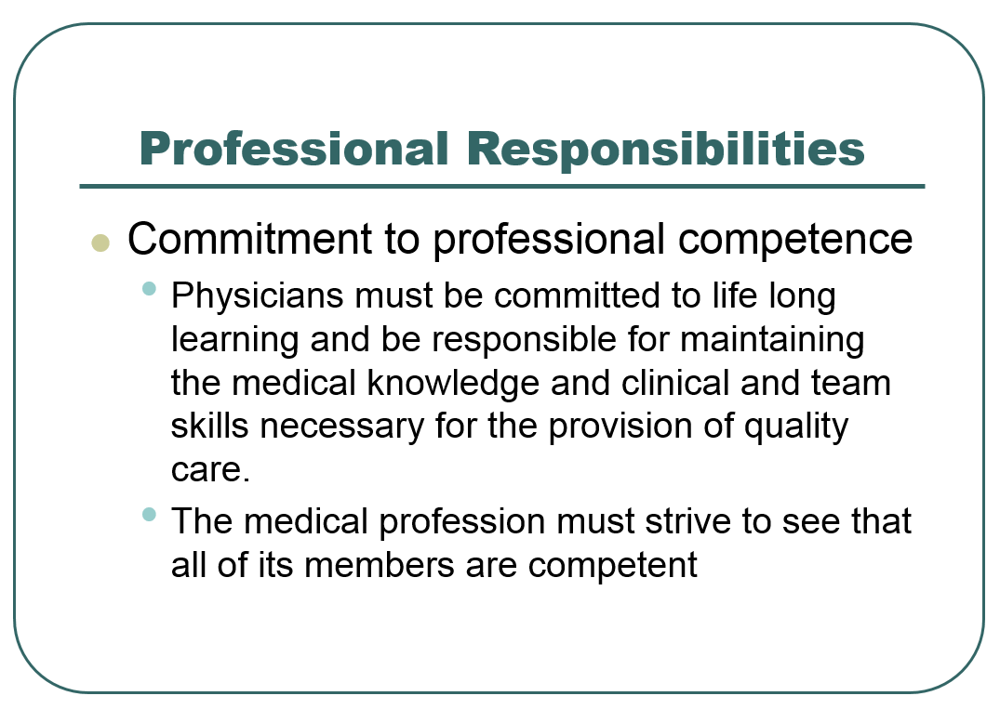 Professional Responsibilities
Commitment to professional competence
Physicians must be committed to life long
learning and be responsible for maintaining
the medical knowledge and clinical and team
skills necessary for the provision of quality
care.
The medical profession must strive to see that
all of its members are competent